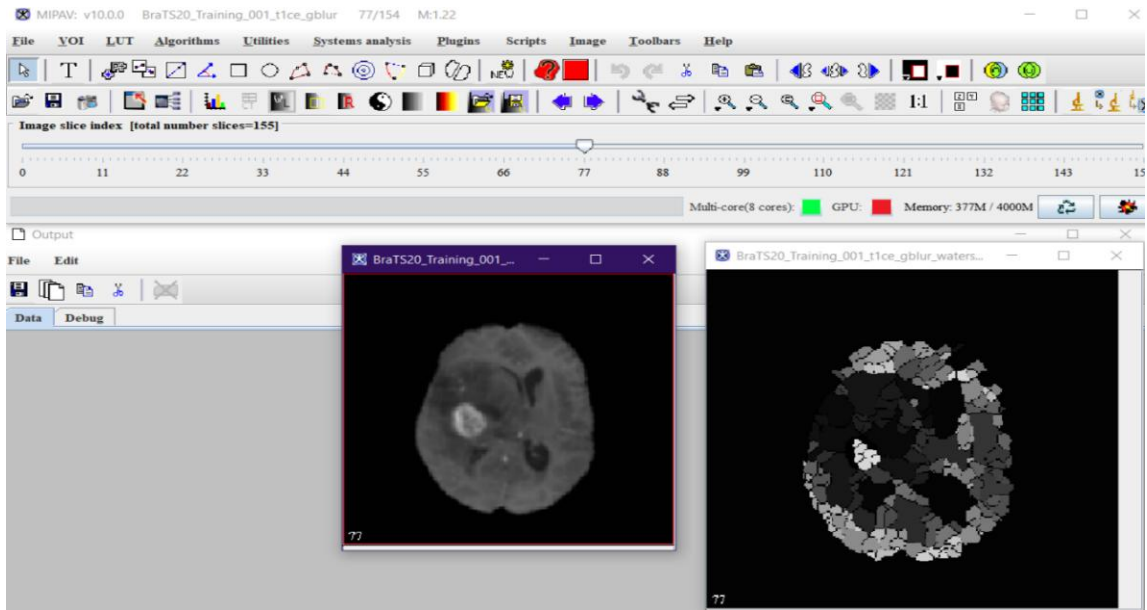 MIPAV: v10.0.0 BraTS20_Training_001_t1ce_gblur 77/154 M:1.22
File VOI LUT Algorithms Utilities Systems analysis Plugins Scripts Image Toolbars Help
T NEW
1:1
Image slice index [total number slices=155]
0 11 22 33 44 55 66 77 88 99 110 121 132 143 15
Multi-core(8 cores): GPU: Memory: 377M / 4000M
Output
File Edit
Data Debug
BraTS20_Training_001_...
77
BraTS20_Training_001_t1ce_gblur_waters...
77